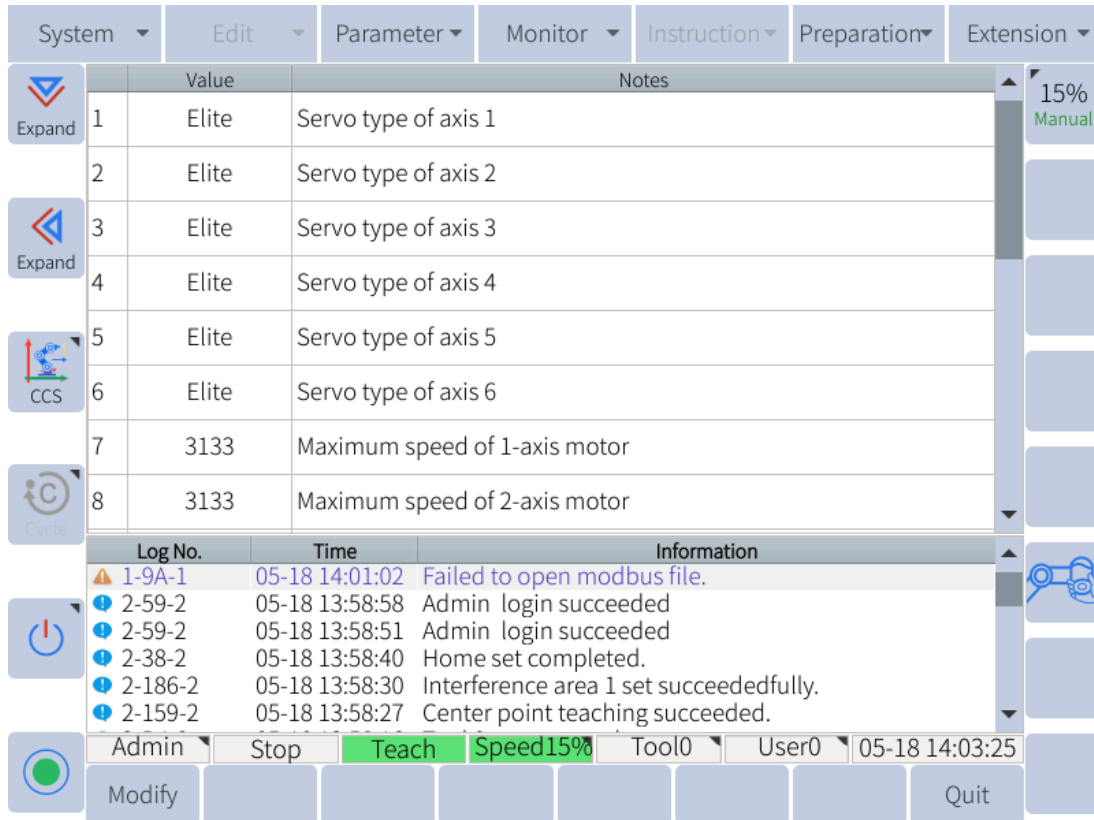 System Edit Parameter Monitor Instruction Preparation Extension
Value Notes
15%
Manual
Expand
1 Elite Servo type of axis 1
2 Elite Servo type of axis 2
3 Elite Servo type of axis 3
Expand
4 Elite Servo type of axis 4
5 Elite Servo type of axis 5
CCS
6 Elite Servo type of axis 6
7 3133 Maximum speed of 1-axis motor
8 3133 Maximum speed of 2-axis motor
Cycle
Log No. Time Information
1-9A-1 05-18 14:01:02 Failed to open modbus file.
2-59-2 05-18 13:58:58 Admin login succeeded
2-59-2 05-18 13:58:51 Admin login succeeded
2-38-2 05-18 13:58:40 Home set completed.
2-186-2 05-18 13:58:30 Interference area 1 set succeededfully.
2-159-2 05-18 13:58:27 Center point teaching succeeded.
Admin Stop Teach Speed15% Tool0 User0 05-18 14:03:25
Modify Quit